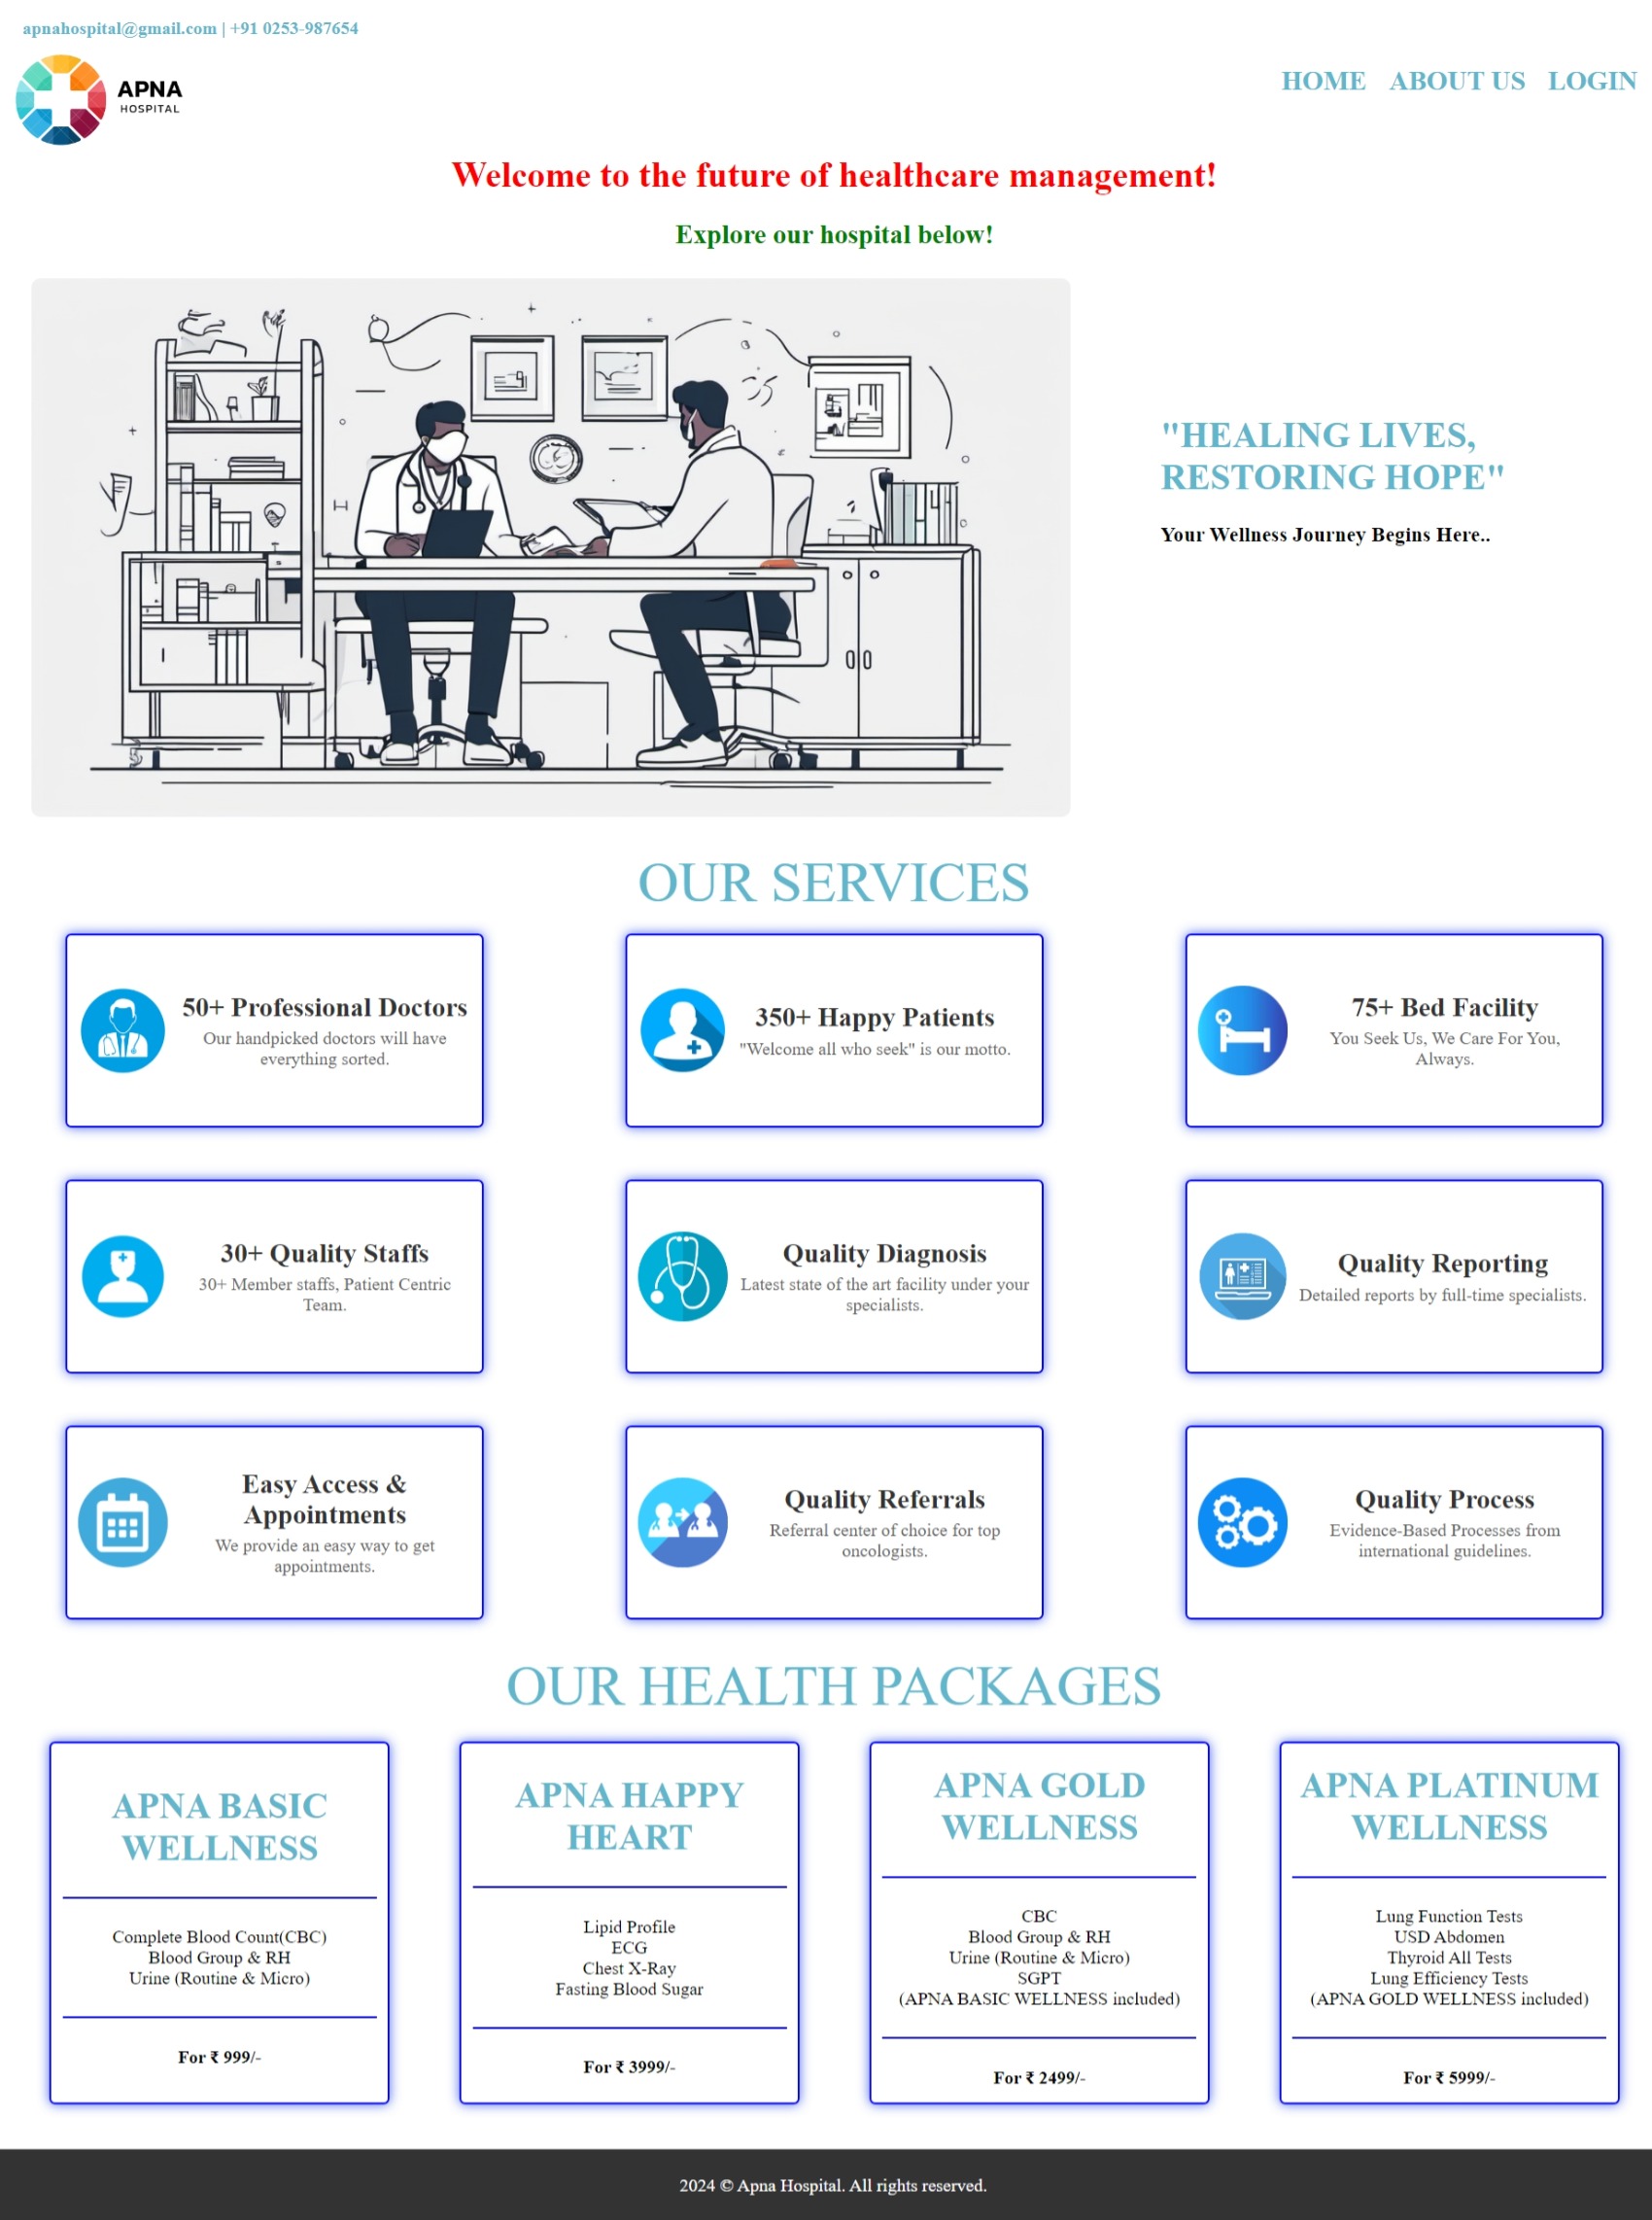 apnahospital@gmail.com | +91 0253-987654
APNA
HOSPITAL
HOME ABOUT US LOGIN
Welcome to the future of healthcare management!
Explore our hospital below!
"HEALING LIVES,
RESTORING HOPE"
Your Wellness Journey Begins Here..
OUR SERVICES
50+ Professional Doctors
Our handpicked doctors will have
everything sorted.
350+ Happy Patients
"Welcome all who seek" is our motto.
75+ Bed Facility
You Seek Us, We Care For You,
Always.
30+ Quality Staffs
30+ Member staffs, Patient Centric
Team.
Quality Diagnosis
Latest state of the art facility under your
specialists.
Quality Reporting
Detailed reports by full-time specialists.
Easy Access &
Appointments
We provide an easy way to get
appointments.
Quality Referrals
Referral center of choice for top
oncologists.
Quality Process
Evidence-Based Processes from
international guidelines.
OUR HEALTH PACKAGES
APNA BASIC
WELLNESS
Complete Blood Count(CBC)
Blood Group & RH
Urine (Routine & Micro)
For ₹ 999/-
APNA HAPPY
HEART
Lipid Profile
ECG
Chest X-Ray
Fasting Blood Sugar
For ₹ 3999/-
APNA GOLD
WELLNESS
CBC
Blood Group & RH
Urine (Routine & Micro)
SGPT
(APNA BASIC WELLNESS included)
For ₹ 2499/-
APNA PLATINUM
WELLNESS
Lung Function Tests
USD Abdomen
Thyroid All Tests
Lung Efficiency Tests
(APNA GOLD WELLNESS included)
For ₹ 5999/-
2024 © Apna Hospital. All rights reserved.